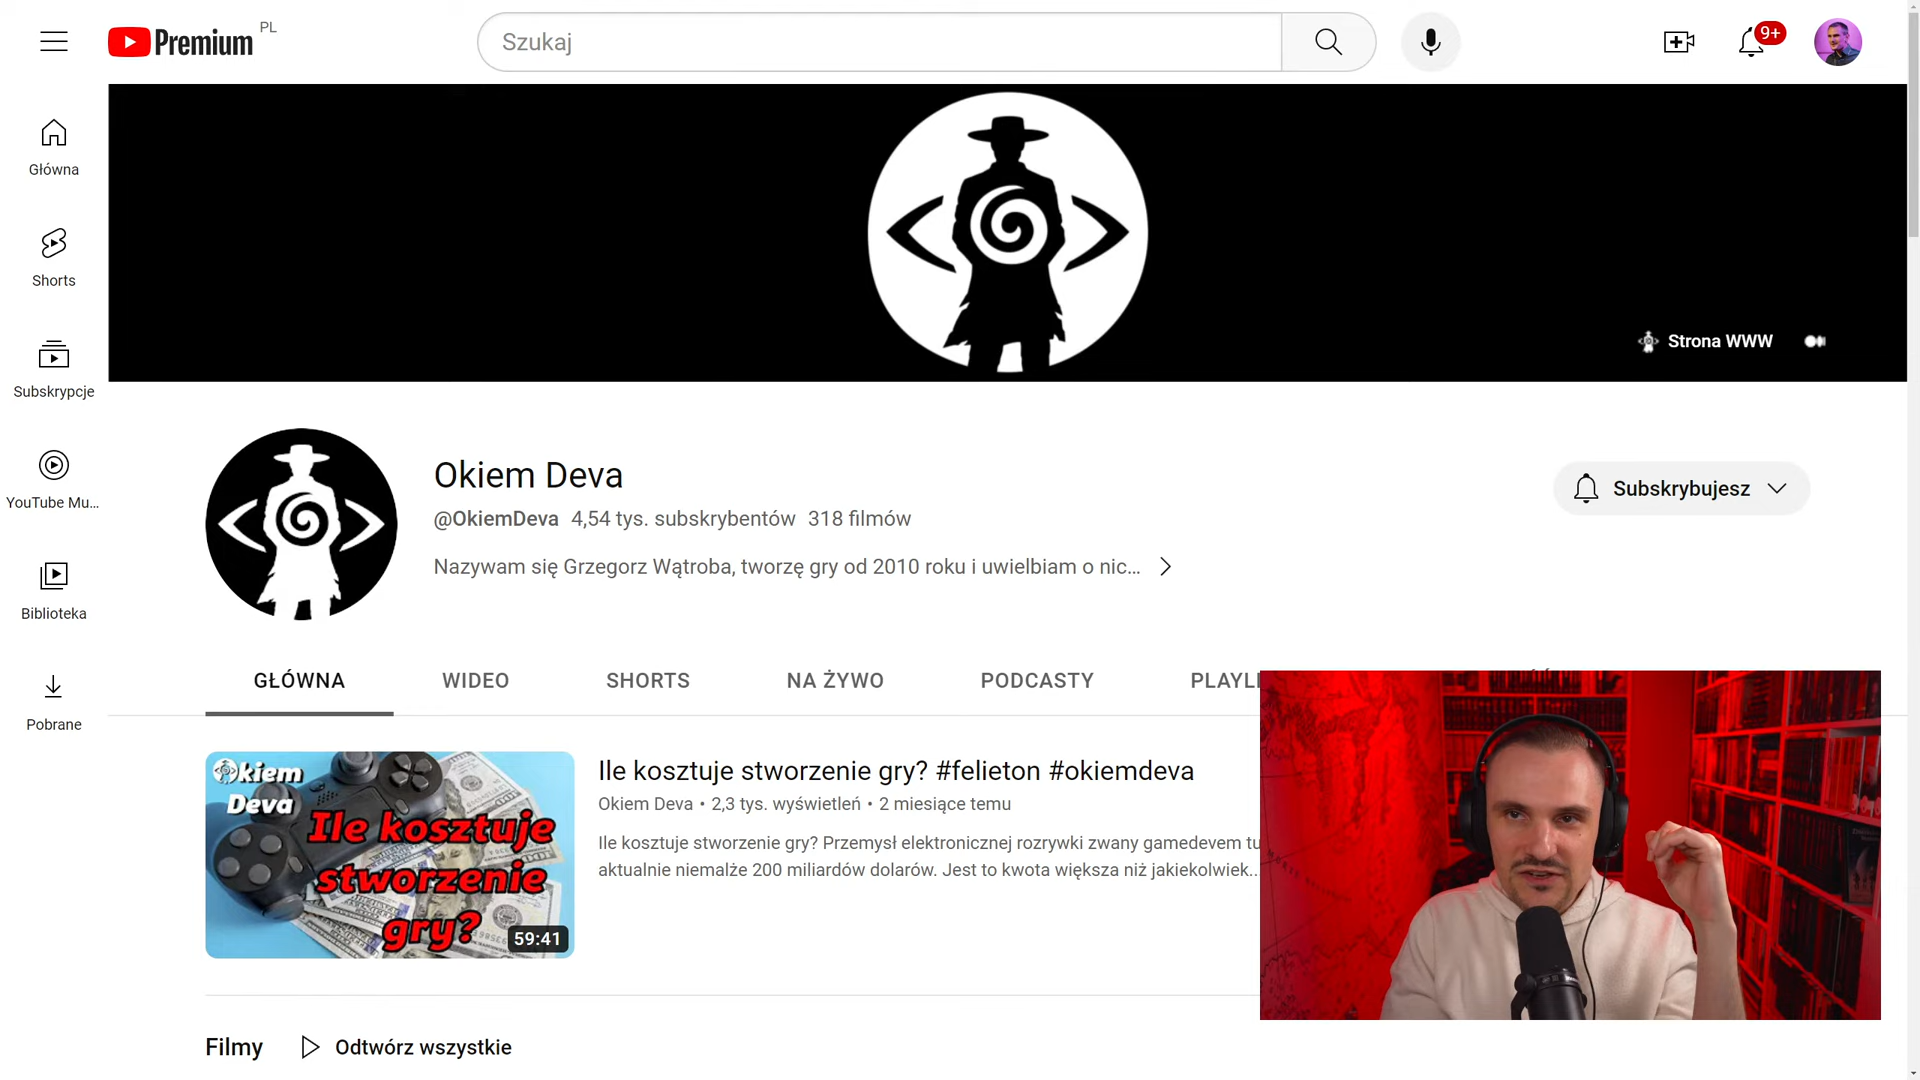 Premium PL
Szukaj
9+
Główna
Shorts
Subskrypcje
YouTube Mu...
Biblioteka
Pobrane
Strona WWW
Okiem Deva
@OkiemDeva 4,54 tys. subskrybentów 318 filmów
Nazywam się Grzegorz Wątroba, tworzę gry od 2010 roku i uwielbiam o nic...
Subskrybujesz
GŁÓWNA WIDEO SHORTS NA ŻYWO PODCASTY PLAYLI
Okiem
Deva
Ile kosztuje
stworzenie
gry?
59:41
Ile kosztuje stworzenie gry? #felieton #okiemdeva
Okiem Deva • 2,3 tys. wyświetleń • 2 miesiące temu
Ile kosztuje stworzenie gry? Przemysł elektronicznej rozrywki zwany gamedevem tu
aktualnie niemalże 200 miliardów dolarów. Jest to kwota większa niż jakiekolwiek...
Filmy Odtwórz wszystkie